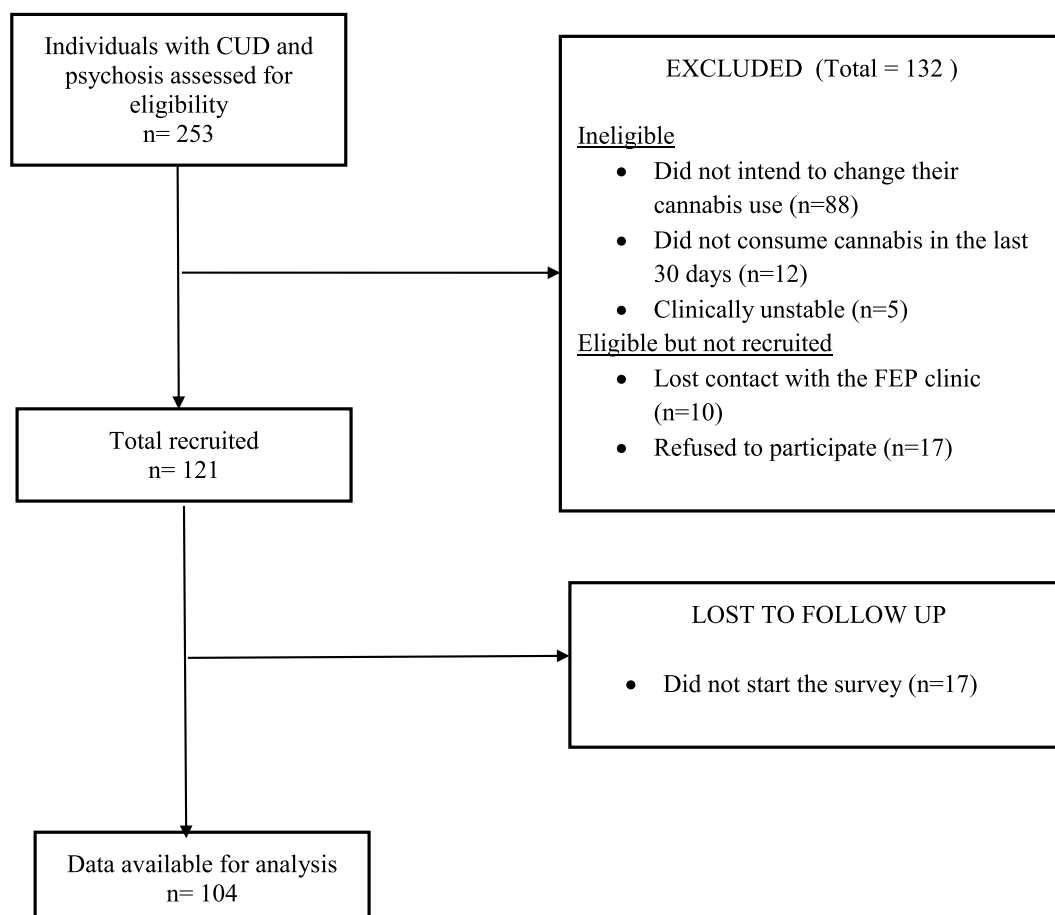 Individuals with CUD and
psychosis assessed for
eligibility
n= 253
EXCLUDED (Total = 132 )
Ineligible
• Did not intend to change their
cannabis use (n=88)
• Did not consume cannabis in the last
30 days (n=12)
• Clinically unstable (n=5)
Eligible but not recruited
• Lost contact with the FEP clinic
(n=10)
• Refused to participate (n=17)
Total recruited
n= 121
LOST TO FOLLOW UP
• Did not start the survey (n=17)
Data available for analysis
n= 104